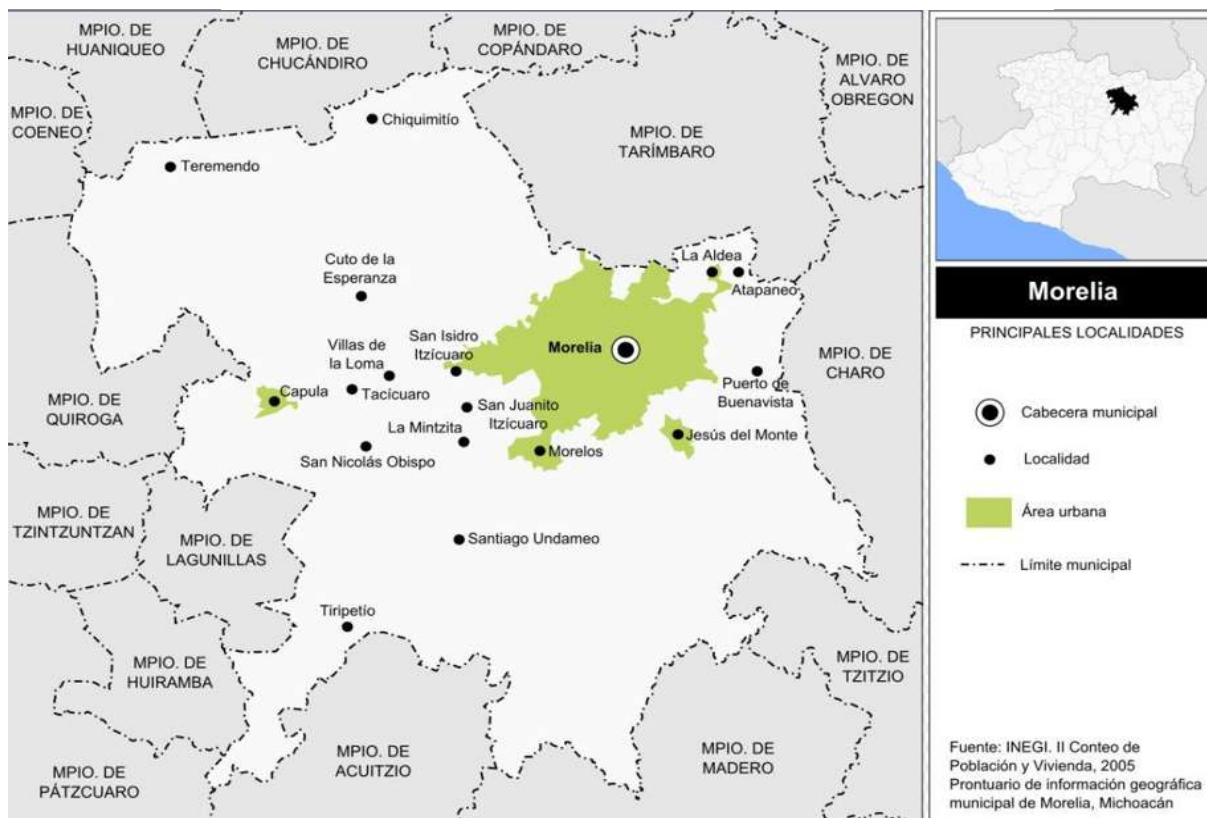 MPIO. DE
HUANIQUEO
MPIO. DE
CHUCÁNDIRO
MPIO. DE
COPÁNDARO
MPIO. DE
ALVARO
OBREGON
MPIO. DE
COENEO
MPIO. DE
TARÍMBARO
Chiquimitío
Teremendo
Cuto de la
Esperanza
La Aldea
Atapaneo
Villas de
la Loma
San Isidro
Itzícuaro
Morelia
MPIO. DE
CHARO
Capula
Tacícuaro
Puerto de
Buenavista
MPIO. DE
QUIROGA
San Juanito
Itzícuaro
La Mintzita
Jesús del Monte
San Nicolás Obispo
Morelos
MPIO. DE
TZINTZUNTZAN
MPIO. DE
LAGUNILLAS
Santiago Undameo
Tiripetío
MPIO. DE
HUIRAMBA
MPIO. DE
TZITZIO
MPIO. DE
ACUITZIO
MPIO. DE
MADERO
MPIO. DE
PÁTZCUARO
Morelia
PRINCIPALES LOCALIDADES
Cabecera municipal
Localidad
Área urbana
Límite municipal
Fuente: INEGI. II Conteo de
Población y Vivienda, 2005
Prontuario de información geográfica
municipal de Morelia, Michoacán